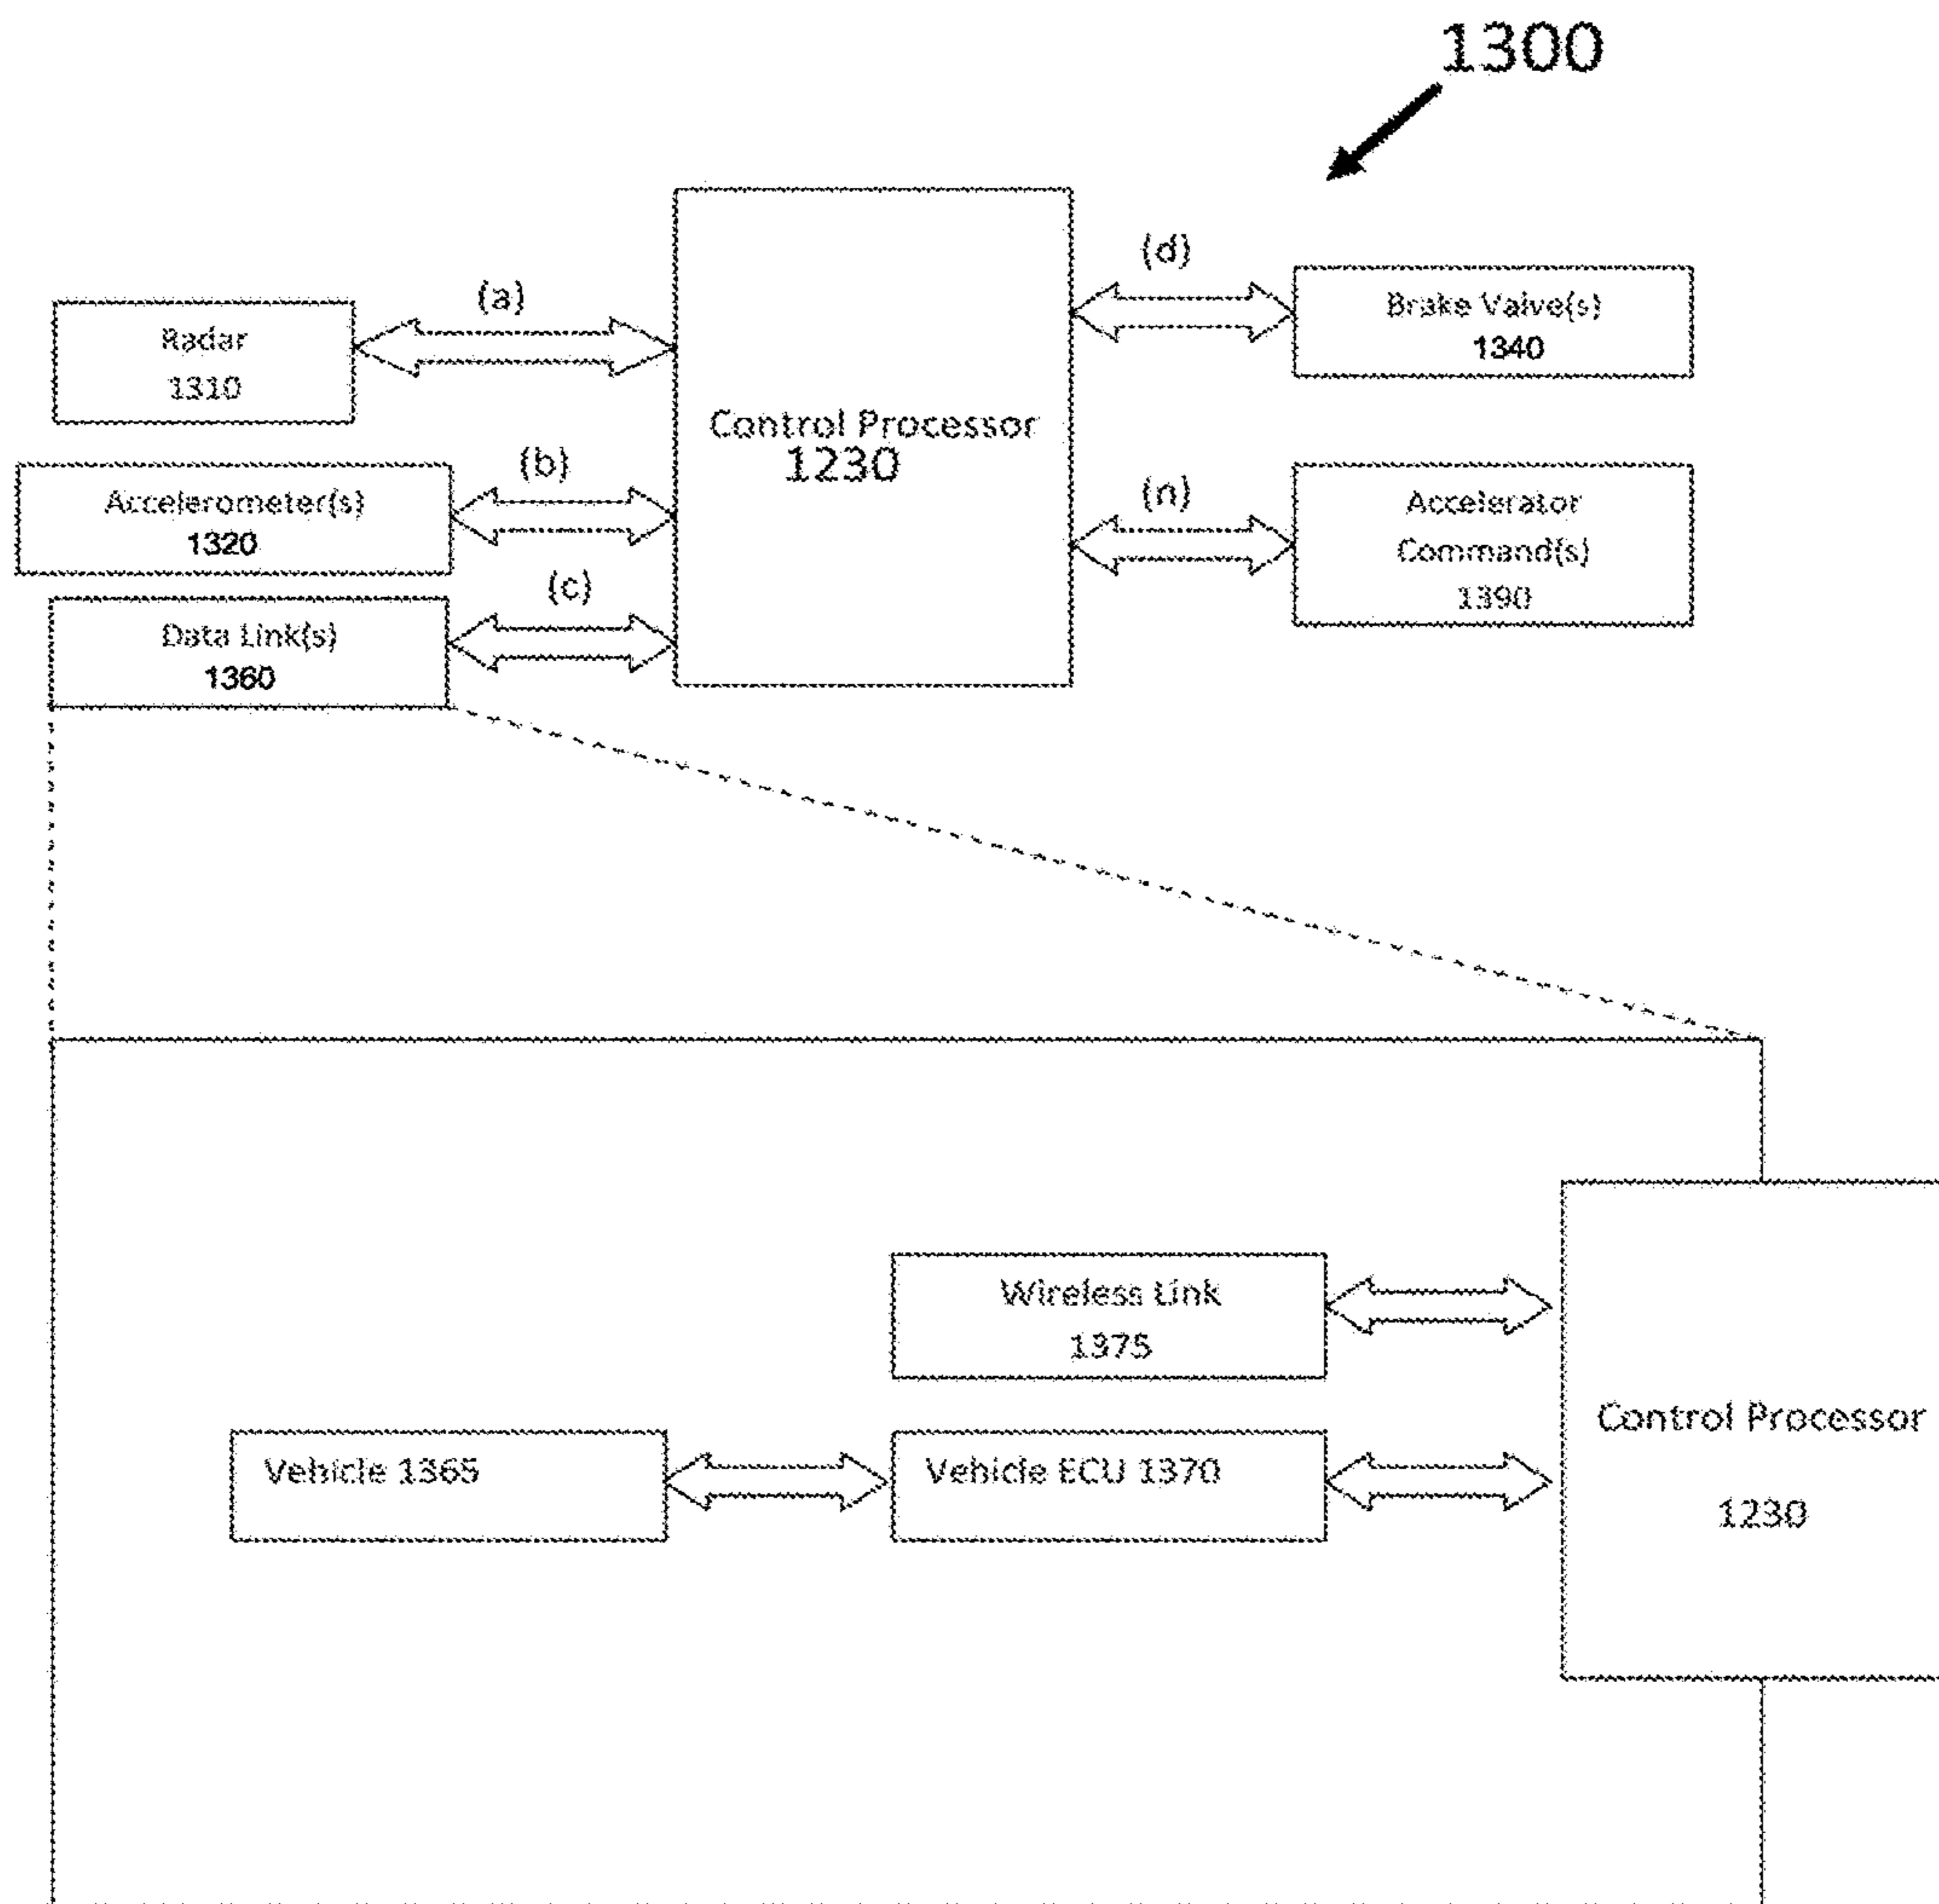 1300
(a)
(d)
Radar
1310
Brake Valve(s)
1340
Control Processor
1230
(b)
(n)
Accelerometer(s)
1320
Accelerator
Command(s)
1390
(c)
Data Link(s)
1360
Wireless Link
1375
Vehicle 1365
Vehicle ECU 1370
Control Processor
1230